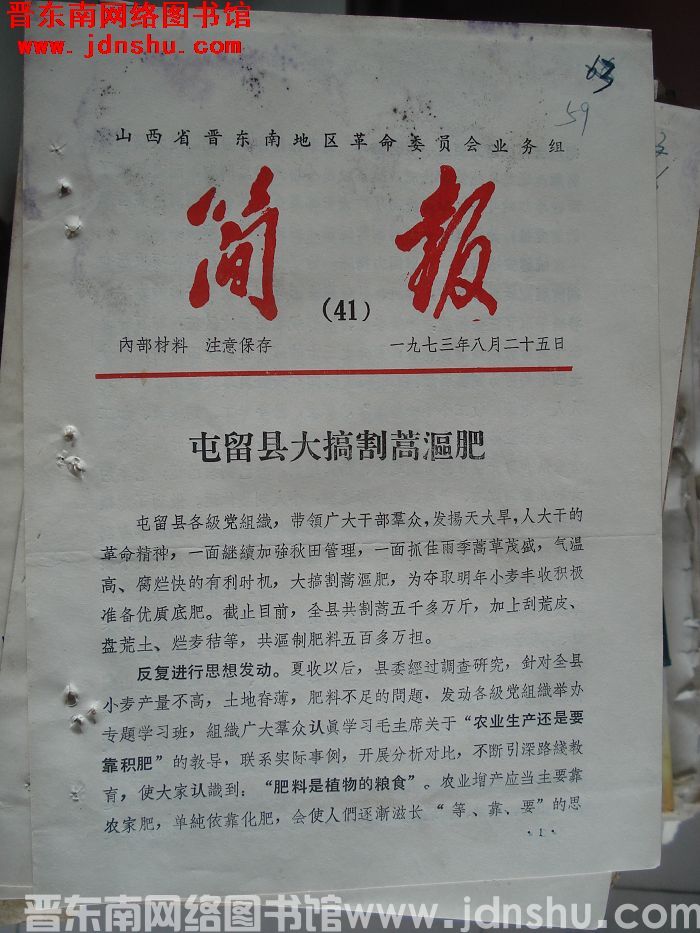 晋东南网络图书馆
www.jdnshu.com
63
59
山西省晋东南地区革命委员会业务组
简报
(41)
內部材料 注意保存 一九七三年八月二十五日
屯留县大搞割蒿漚肥
屯留县各級党組織，带領广大干部羣众，发揚天大旱，人大干的
革命精神，一面継續加強秋田管理，一面抓住雨季蒿草茂盛，气温
高、腐烂快的有利时机，大搞割蒿漚肥，为夺取明年小麦丰收积极
准备优质底肥。截止目前，全县共割蒿五千多万斤，加上刮荒皮、
盘荒土、烂麦秸等，共漚制肥料五百多万担。
反复进行思想发动。夏收以后，县委經过調查研究，針对全县
小麦产量不高，土地脊薄，肥料不足的問題，发动各級党組織举办
专題学习班，組織广大羣众认眞学习毛主席关于“农业生产还是要
靠积肥”的教导，联系实际事例，开展分析对比，不断引深路綫教
育，使大家认識到：“肥料是植物的粮食”。农业增产应当主要靠
农家肥，单純依靠化肥，会使人們逐漸滋长“等、靠、要”的思
·1·
晋东南网络图书馆www.jdnshu.com